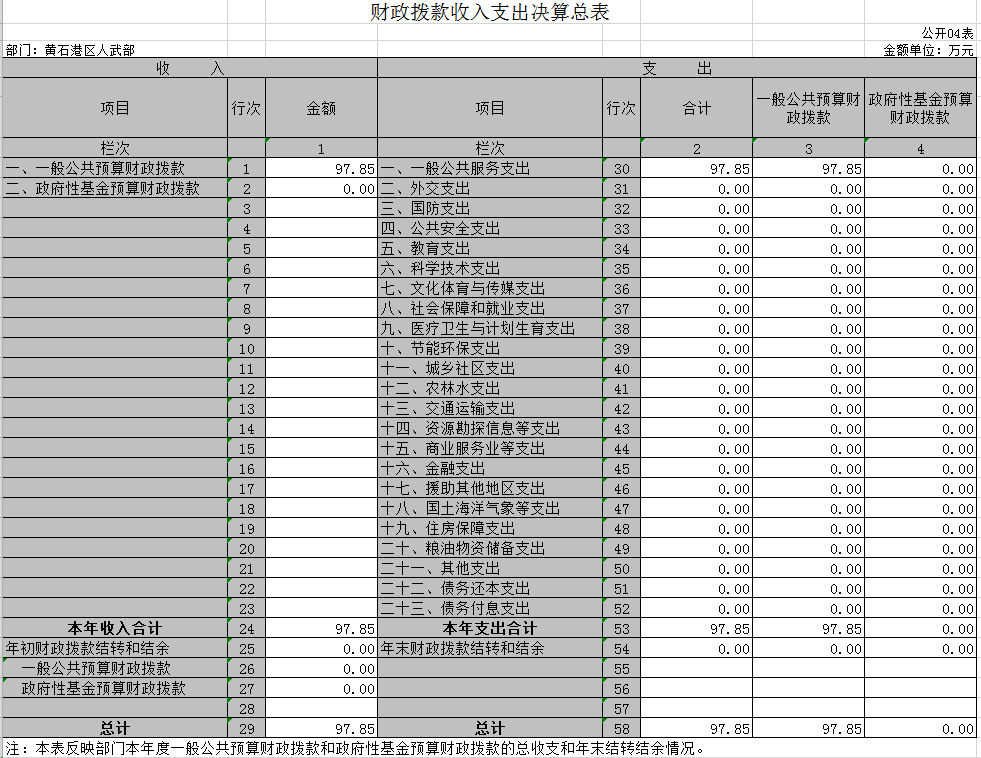 财政拨款收入支出决算总表
公开04表
部门：黄石港区人武部 金额单位：万元
收 入 支 出
项目 行次 金额 项目 行次 合计 一般公共预算财政拨款 政府性基金预算财政拨款
栏次 1 栏次 2 3 4
一、一般公共预算财政拨款 1 97.85 一、一般公共服务支出 30 97.85 97.85 0.00
二、政府性基金预算财政拨款 2 0.00 二、外交支出 31 0.00 0.00 0.00
3 三、国防支出 32 0.00 0.00 0.00
4 四、公共安全支出 33 0.00 0.00 0.00
5 五、教育支出 34 0.00 0.00 0.00
6 六、科学技术支出 35 0.00 0.00 0.00
7 七、文化体育与传媒支出 36 0.00 0.00 0.00
8 八、社会保障和就业支出 37 0.00 0.00 0.00
9 九、医疗卫生与计划生育支出 38 0.00 0.00 0.00
10 十、节能环保支出 39 0.00 0.00 0.00
11 十一、城乡社区支出 40 0.00 0.00 0.00
12 十二、农林水支出 41 0.00 0.00 0.00
13 十三、交通运输支出 42 0.00 0.00 0.00
14 十四、资源勘探信息等支出 43 0.00 0.00 0.00
15 十五、商业服务业等支出 44 0.00 0.00 0.00
16 十六、金融支出 45 0.00 0.00 0.00
17 十七、援助其他地区支出 46 0.00 0.00 0.00
18 十八、国土海洋气象等支出 47 0.00 0.00 0.00
19 十九、住房保障支出 48 0.00 0.00 0.00
20 二十、粮油物资储备支出 49 0.00 0.00 0.00
21 二十一、其他支出 50 0.00 0.00 0.00
22 二十二、债务还本支出 51 0.00 0.00 0.00
23 二十三、债务付息支出 52 0.00 0.00 0.00
本年收入合计 24 97.85 本年支出合计 53 97.85 97.85 0.00
年初财政拨款结转和结余 25 0.00 年末财政拨款结转和结余 54 0.00 0.00 0.00
一般公共预算财政拨款 26 0.00 55
政府性基金预算财政拨款 27 0.00 56
28 57
总计 29 97.85 总计 58 97.85 97.85 0.00
注：本表反映部门本年度一般公共预算财政拨款和政府性基金预算财政拨款的总收支和年末结转结余情况。